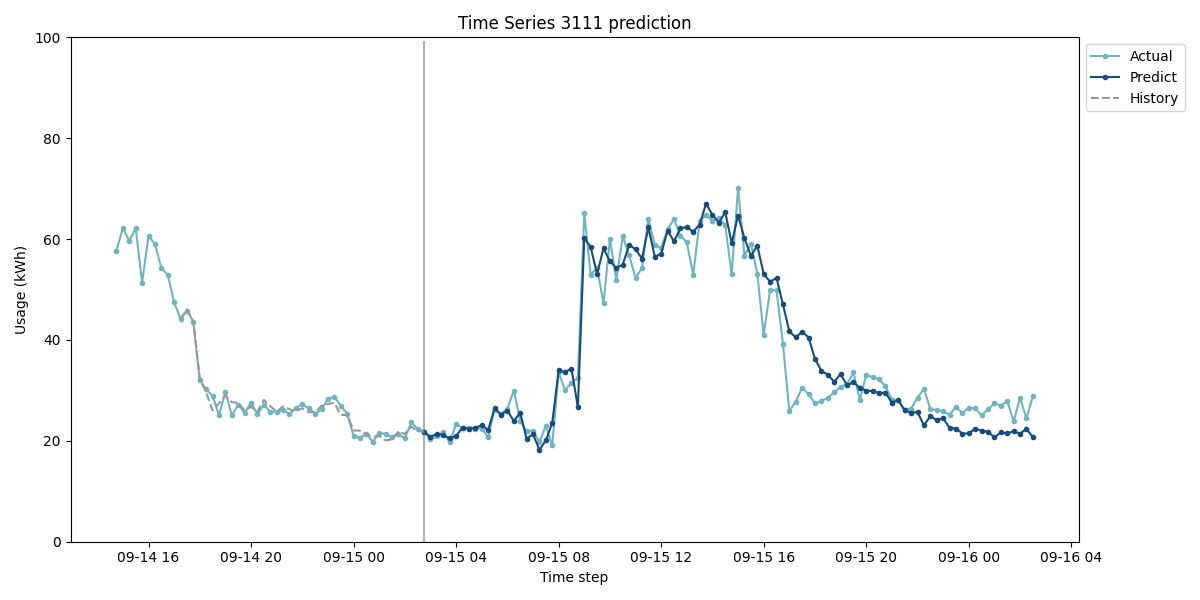 Time Series 3111 prediction
100
80
60
40
20
0
Usage (kWh)
09-14 16
09-14 20
09-15 00
09-15 04
09-15 08
09-15 12
09-15 16
09-15 20
09-16 00
09-16 04
Time step
Actual
Predict
History